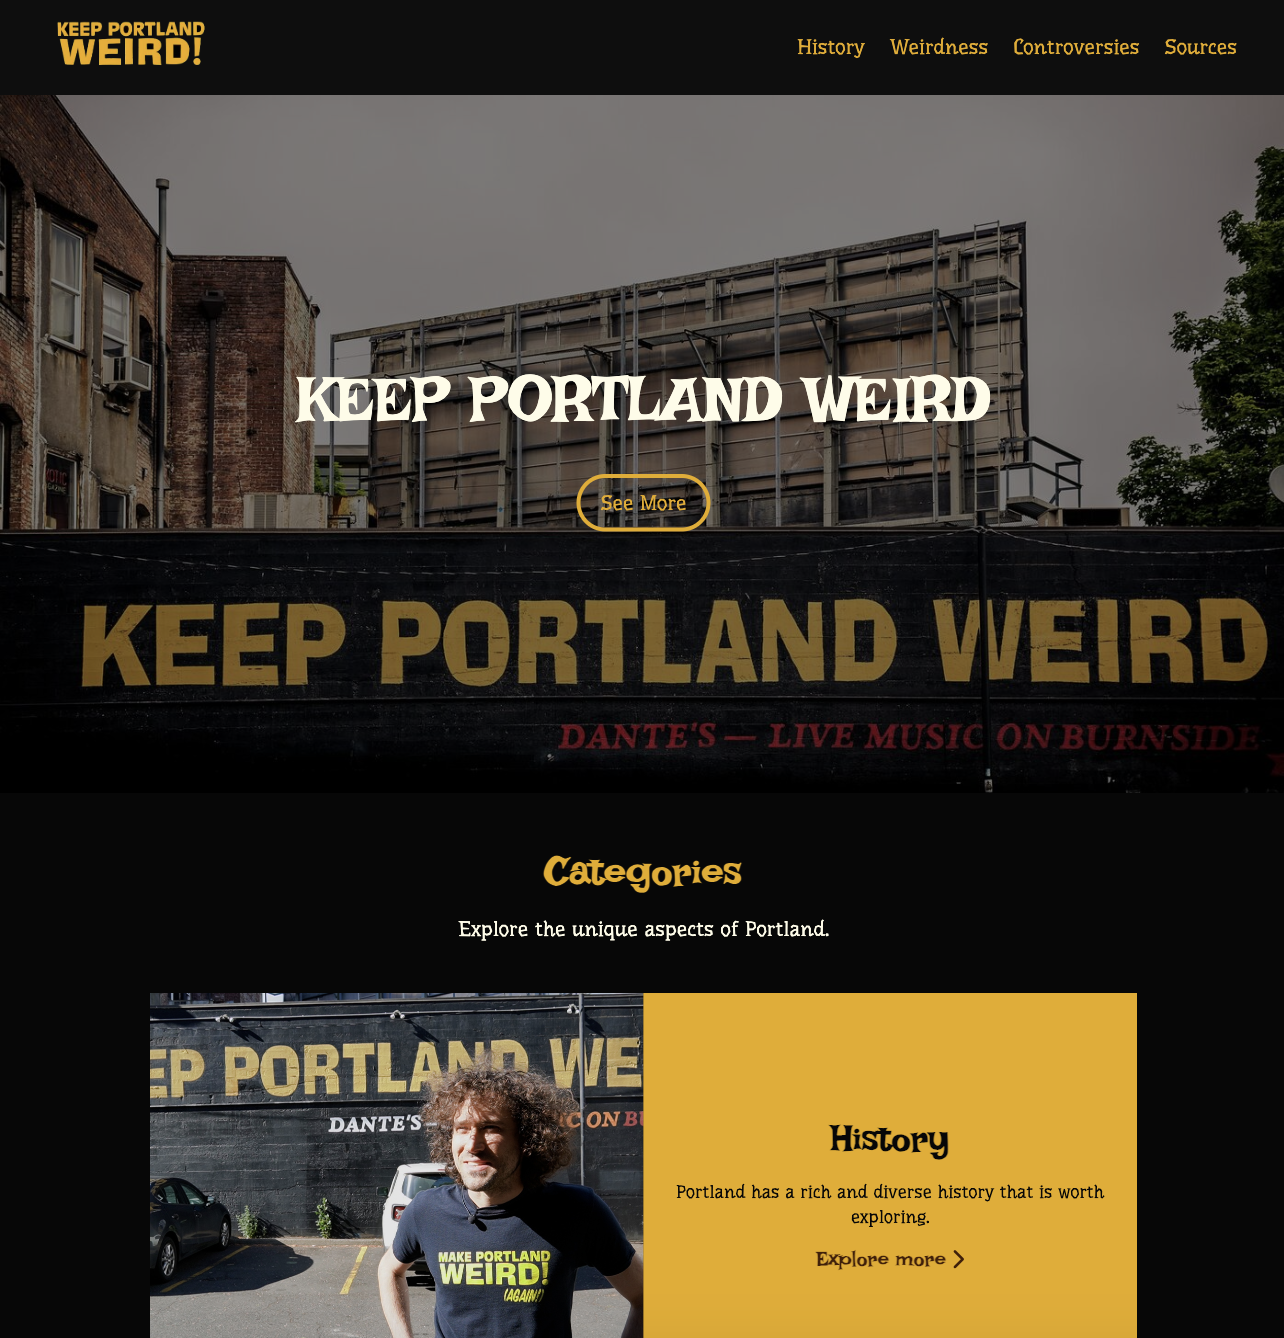 KEEP PORTLAND
WEIRD!
History Weirdness Controversies Sources
KEEP PORTLAND WEIRD
See More
KEEP PORTLAND WEIRD
DANTE'S — LIVE MUSIC ON BURNSIDE
Categories
Explore the unique aspects of Portland.
EP PORTLAND WE
DANTE'S – IC ON BU
MAKE PORTLAND
WEIRD!
(AGAIN!)
History
Portland has a rich and diverse history that is worth
exploring.
Explore more